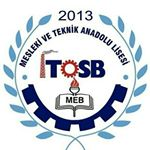 2013
MESLEKİ VE TEKNİK ANADOLU LİSESİ
TOSB
MEB